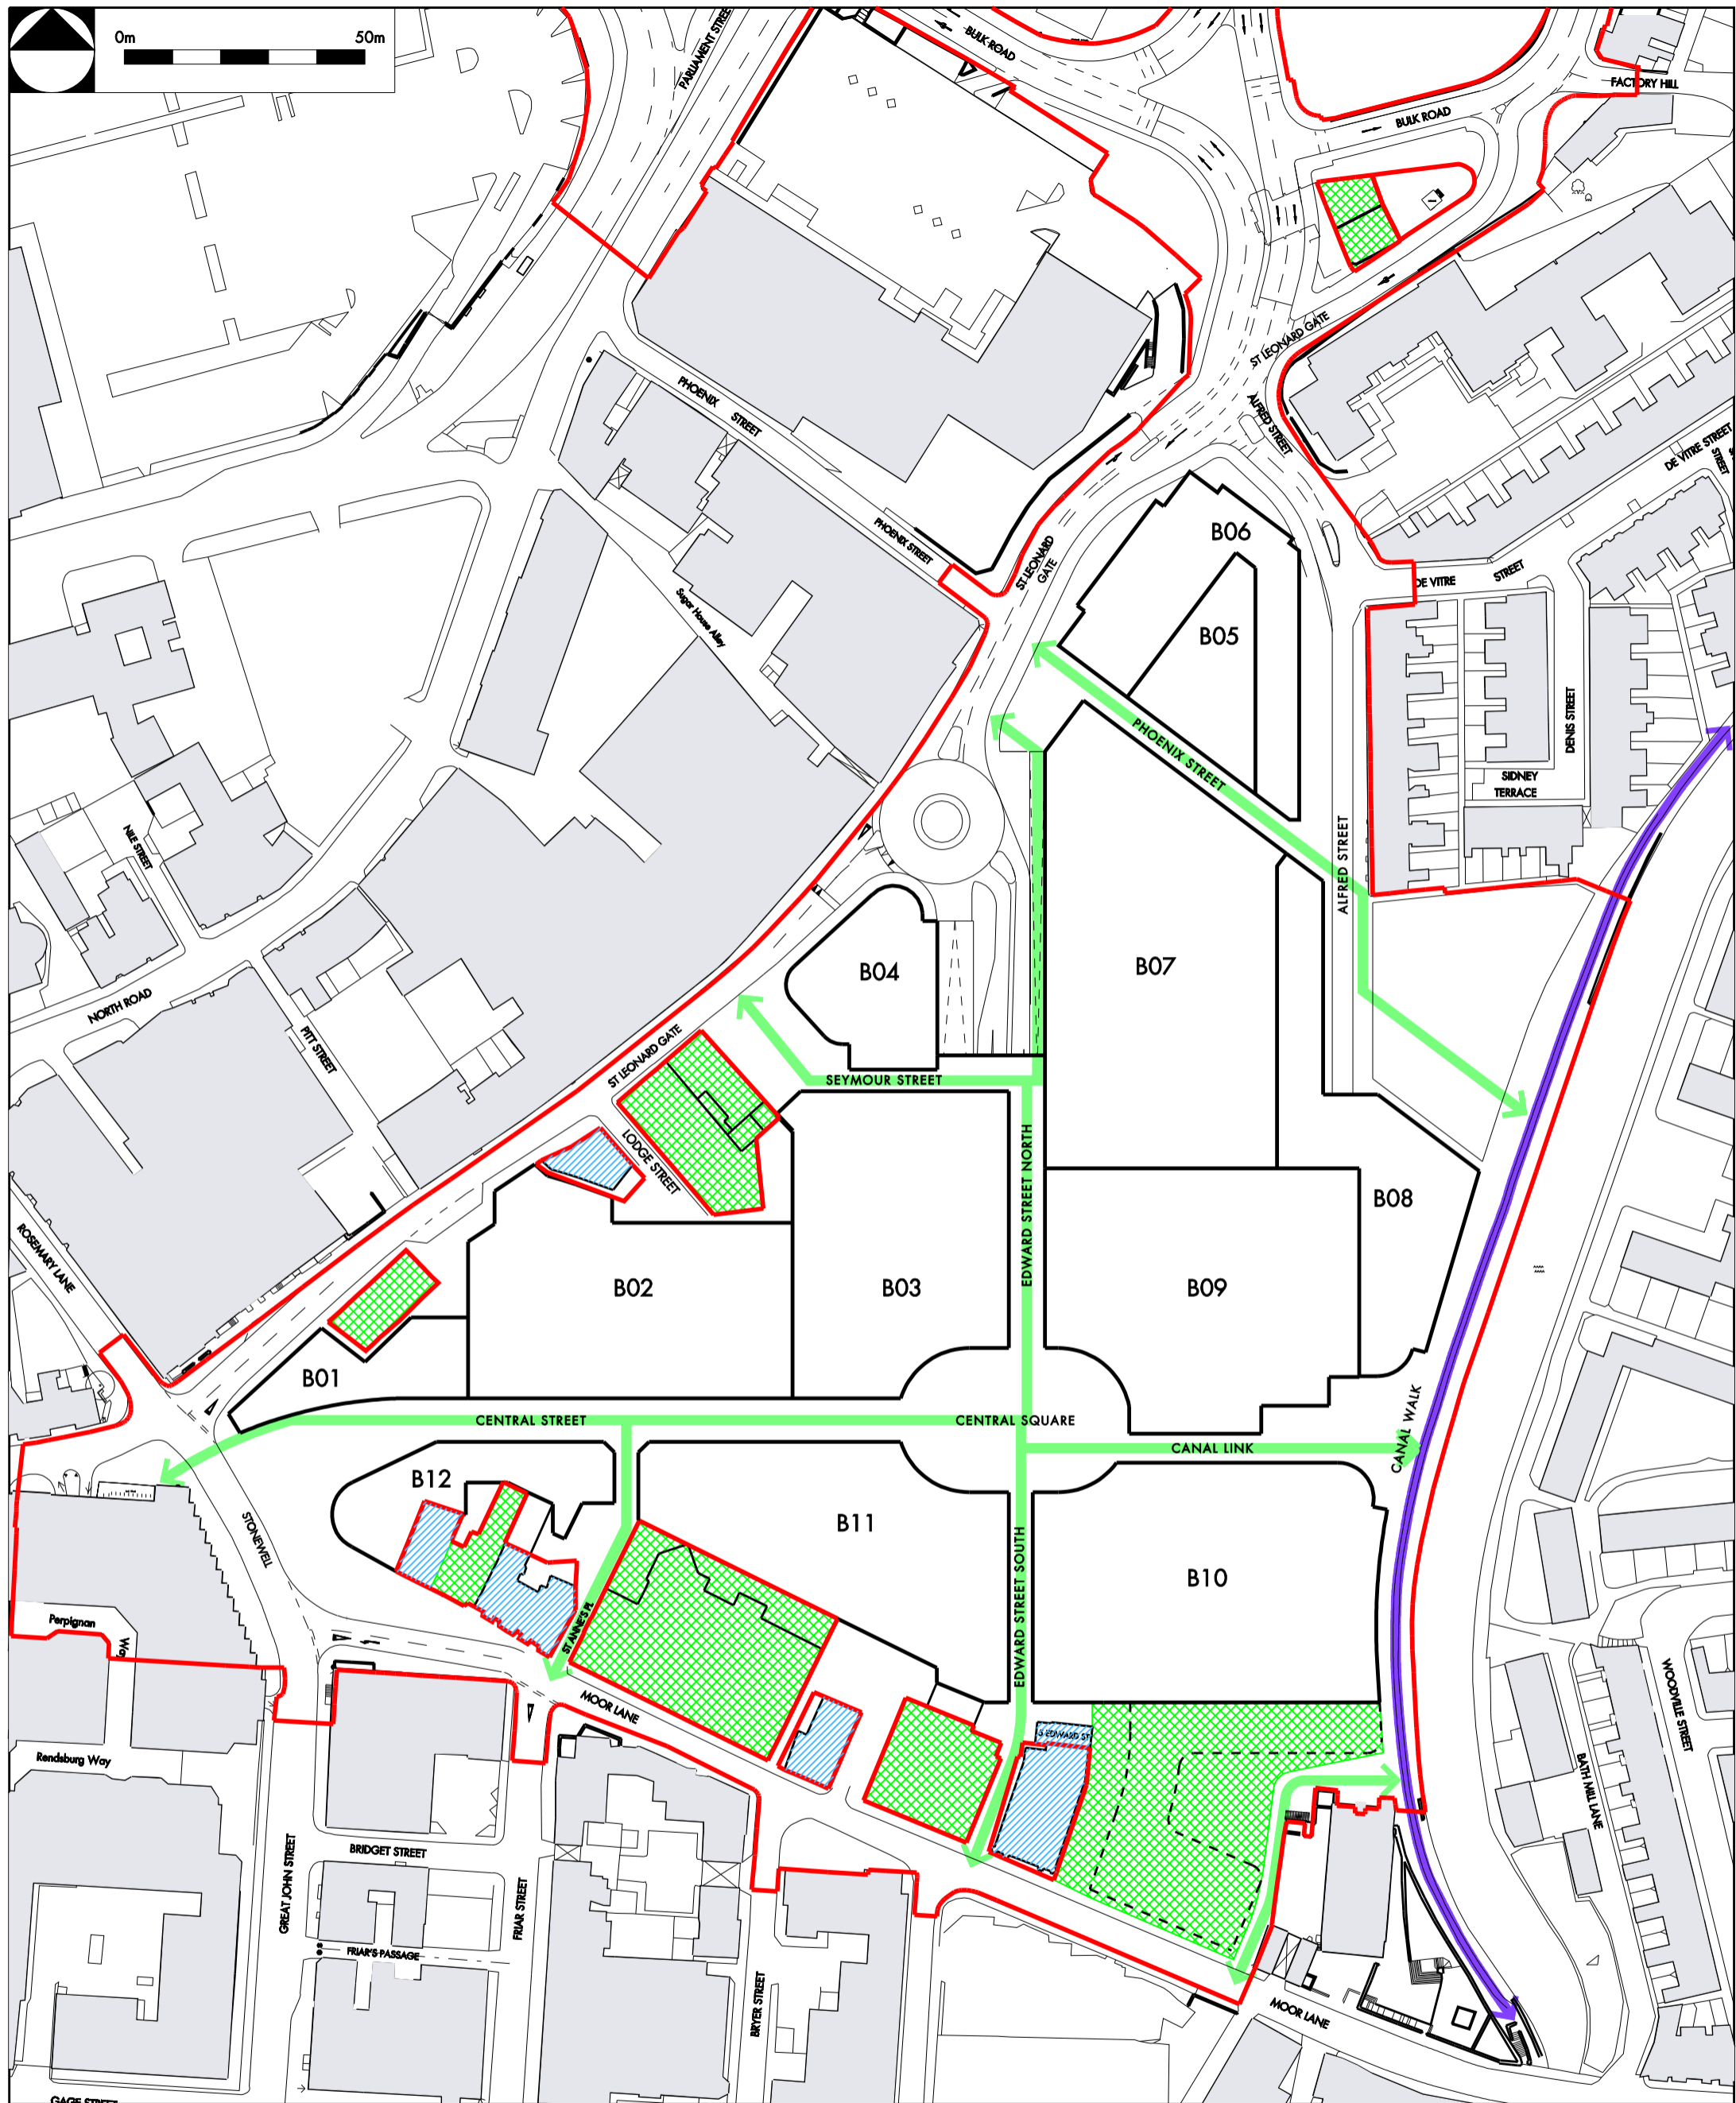 0m 50m
PARLIAMENT STREET
BULK ROAD
FACTORY HILL
BULK ROAD
ST LEONARD GATE
ALFRED STREET
PHOENIX STREET
DE VITRE STREET
STREET
PHOENIX STREET
B06
ST LEONARD
GATE
DE VITRE STREET
Sugar House Alley
B05
DENIS STREET
PHOENIX STREET
SIDNEY
TERRACE
NILE STREET
ALFRED STREET
B04
B07
NORTH ROAD
PITT STREET
ST LEONARD GATE
SEYMOUR STREET
LODGE STREET
EDWARD STREET NORTH
B08
ROSEMARY LANE
B02
B03
B09
B01
CANAL WALK
CENTRAL STREET
CENTRAL SQUARE
CANAL LINK
B12
B11
STONEWELL
B10
EDWARD STREET SOUTH
Perpignan
ST ANNE'S PL
WOODVILLE STREET
MOOR LANE
EDWARD ST
Rendsburg Way
BATH MILL LANE
BRIDGET STREET
GREAT JOHN STREET
FRIAR STREET
FRIAR'S PASSAGE
BRYER STREET
MOOR LANE
GAGE STREET